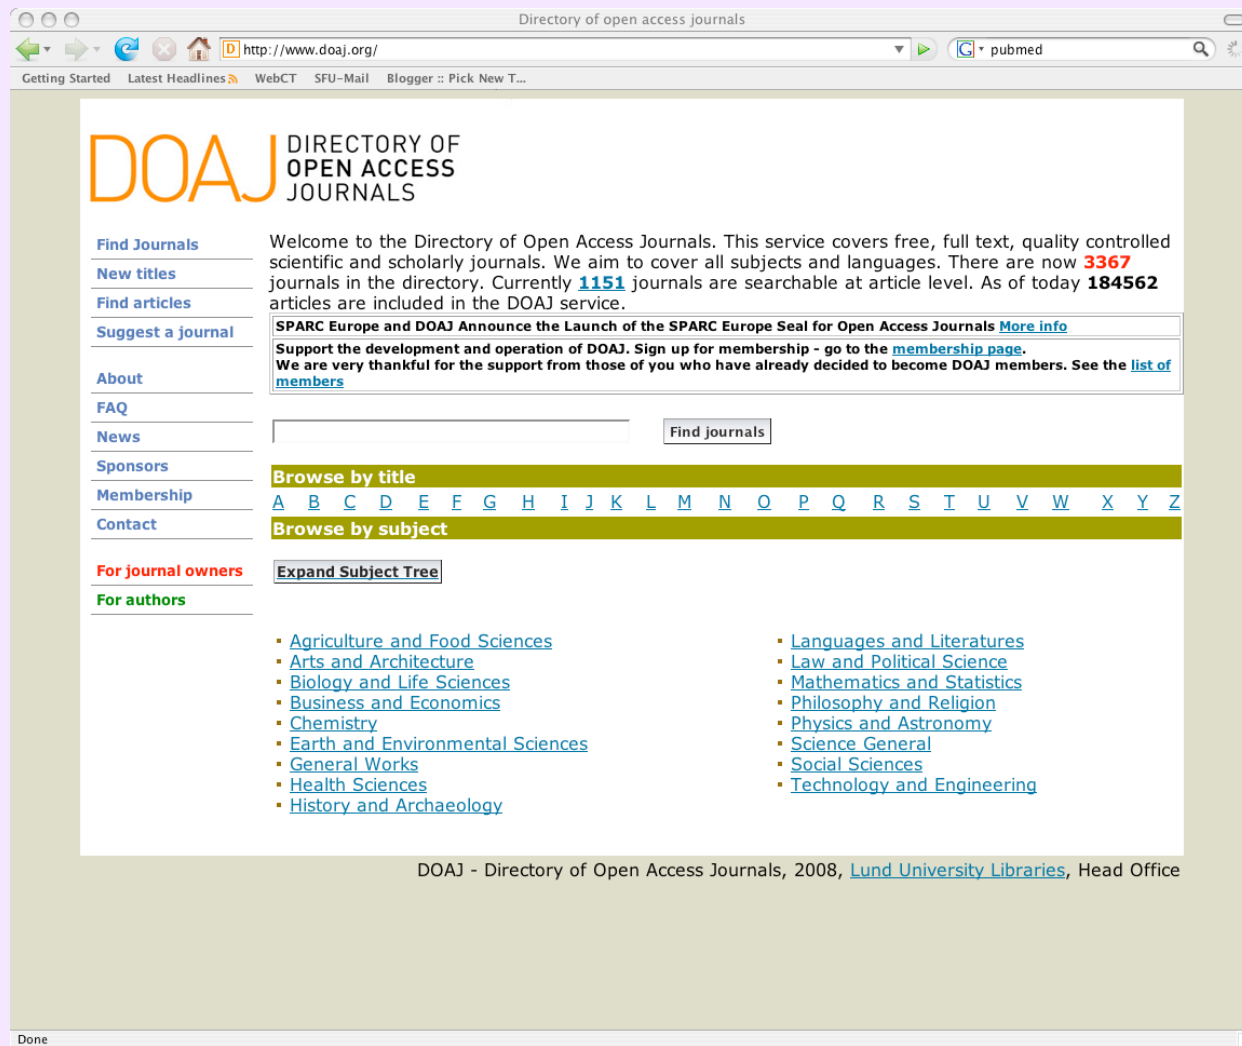 Directory of open access journals
http://www.doaj.org/
pubmed
Getting Started Latest Headlines WebCT SFU-Mail Blogger :: Pick New T...
DOAJ DIRECTORY OF
OPEN ACCESS
JOURNALS
Find Journals
New titles
Find articles
Suggest a journal
About
FAQ
News
Sponsors
Membership
Contact
For journal owners
For authors
Welcome to the Directory of Open Access Journals. This service covers free, full text, quality controlled
scientific and scholarly journals. We aim to cover all subjects and languages. There are now 3367
journals in the directory. Currently 1151 journals are searchable at article level. As of today 184562
articles are included in the DOAJ service.
SPARC Europe and DOAJ Announce the Launch of the SPARC Europe Seal for Open Access Journals More info
Support the development and operation of DOAJ. Sign up for membership - go to the membership page.
We are very thankful for the support from those of you who have already decided to become DOAJ members. See the list of
members
Find journals
Browse by title
A B C D E F G H I J K L M N O P Q R S T U V W X Y Z
Browse by subject
Expand Subject Tree
Agriculture and Food Sciences
Arts and Architecture
Biology and Life Sciences
Business and Economics
Chemistry
Earth and Environmental Sciences
General Works
Health Sciences
History and Archaeology
Languages and Literatures
Law and Political Science
Mathematics and Statistics
Philosophy and Religion
Physics and Astronomy
Science General
Social Sciences
Technology and Engineering
DOAJ - Directory of Open Access Journals, 2008, Lund University Libraries, Head Office
Done